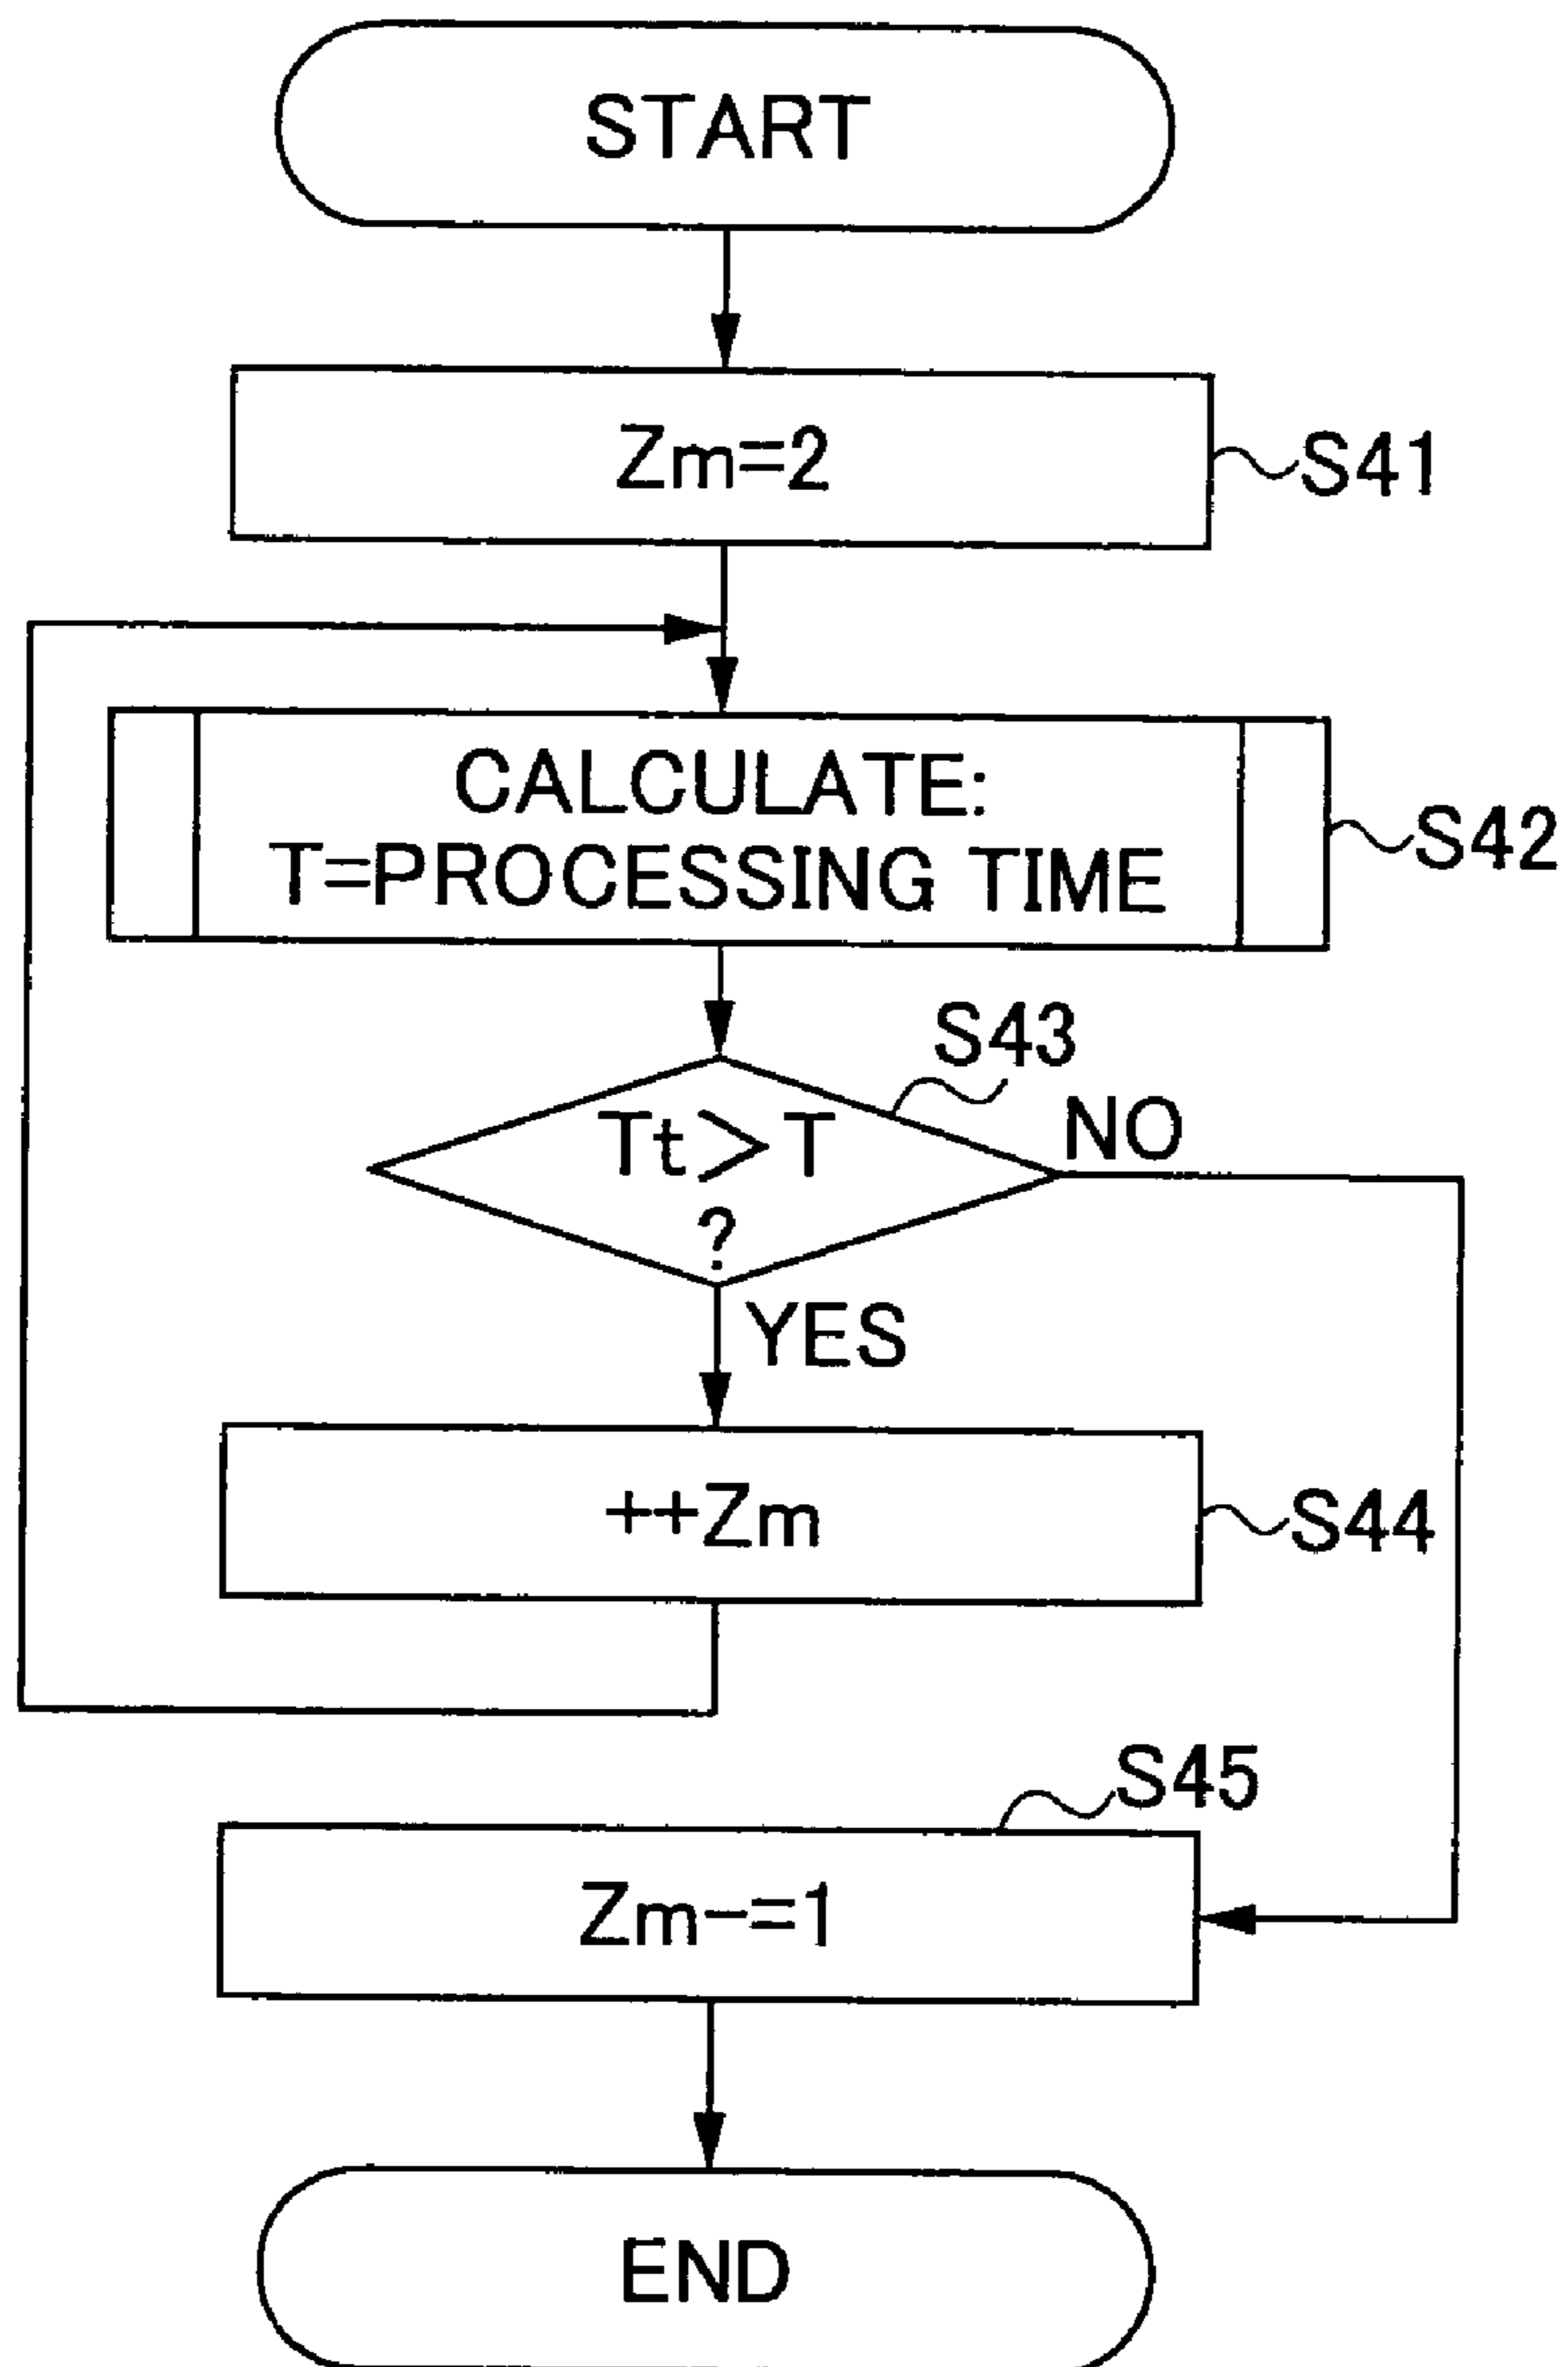 START
Zm=2
S41
CALCULATE:
T=PROCESSING TIME
S42
S43
Tt>T
?
NO
YES
++Zm
S44
S45
Zm-=1
END